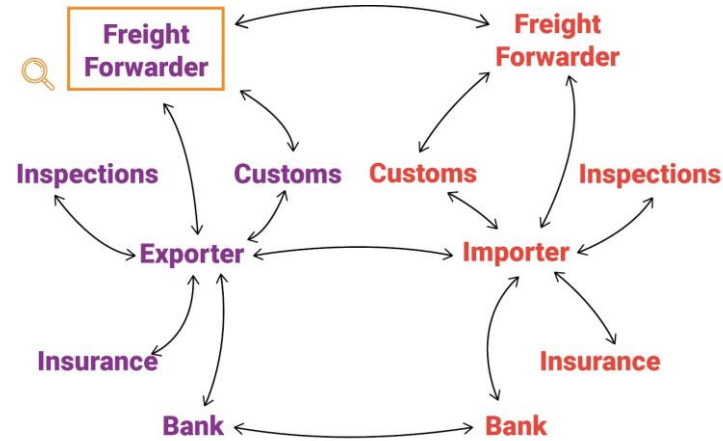 Freight
Forwarder
Freight
Forwarder
Inspections
Customs
Customs
Inspections
Exporter
Importer
Insurance
Insurance
Bank
Bank